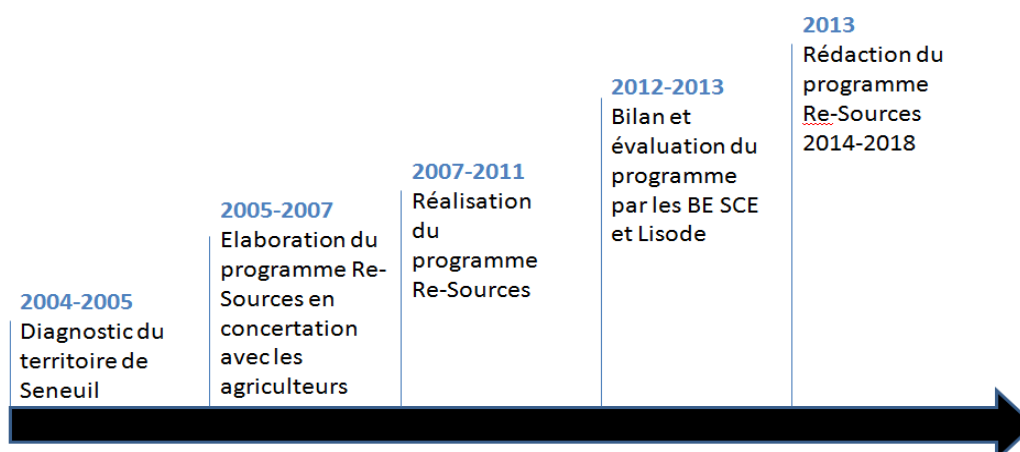 2004-2005
Diagnostic du
territoire de
Seneuil
2005-2007
Elaboration du
programme Re-
Sources en
concertation
avec les
agriculteurs
2007-2011
Réalisation
du
programme
Re-Sources
2012-2013
Bilan et
évaluation du
programme
par les BE SCE
et Lisode
2013
Rédaction du
programme
Re-Sources
2014-2018